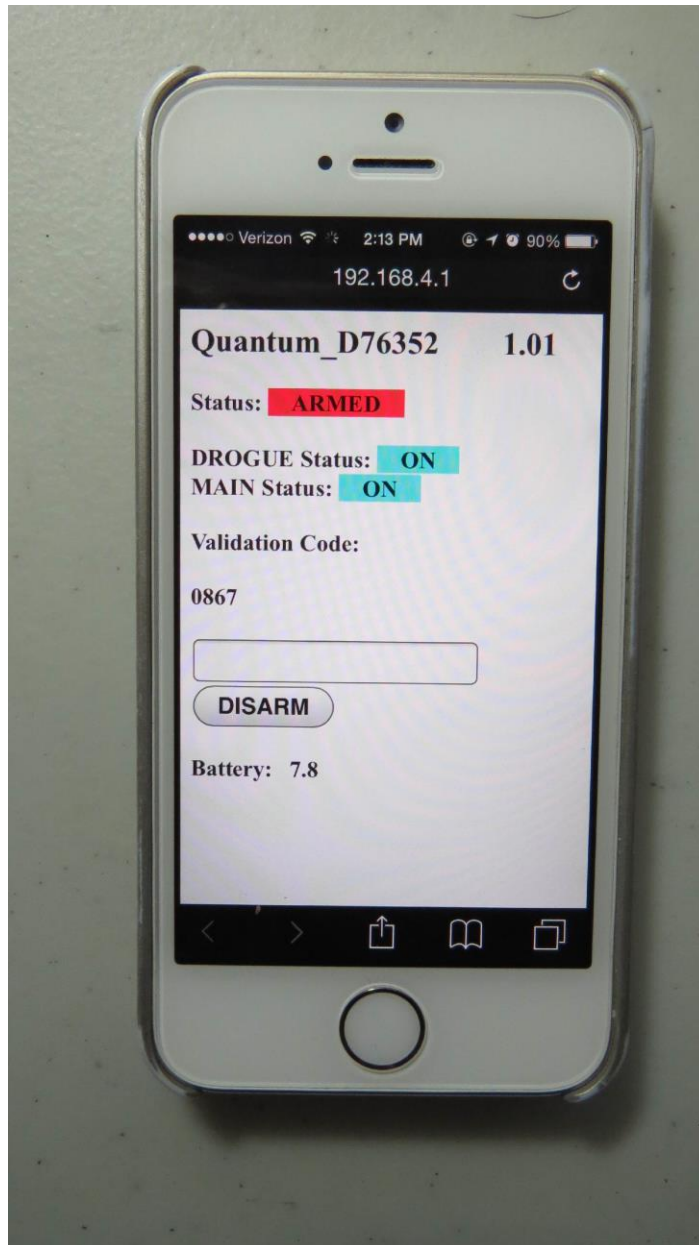 Verizon 2:13 PM 90%
192.168.4.1
Quantum_D76352 1.01
Status: ARMED
DROGUE Status: ON
MAIN Status: ON
Validation Code:
0867
DISARM
Battery: 7.8